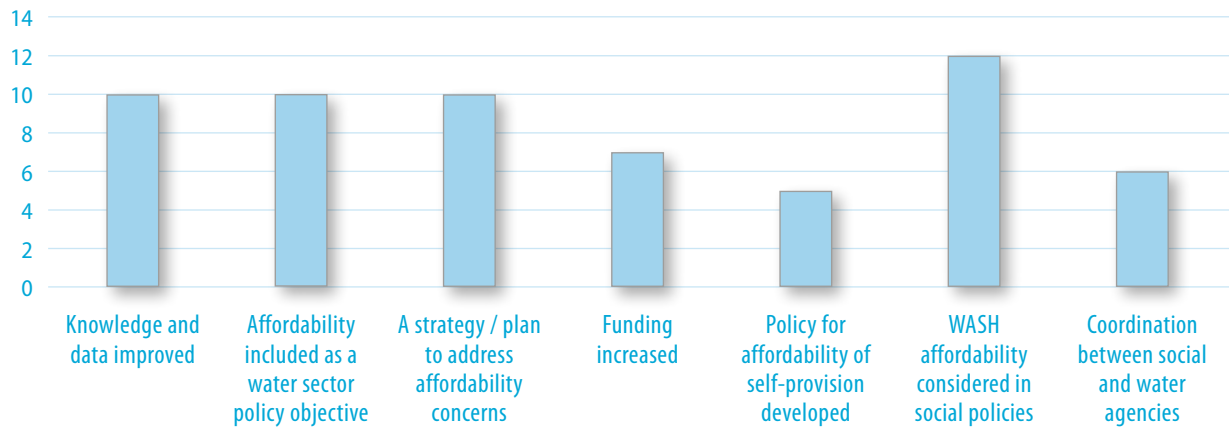 14
12
10
8
6
4
2
0
Knowledge and
data improved
Affordability
included as a
water sector
policy objective
A strategy / plan
to address
affordability
concerns
Funding
increased
Policy for
affordability of
self-provision
developed
WASH
affordability
considered in
social policies
Coordination
between social
and water
agencies